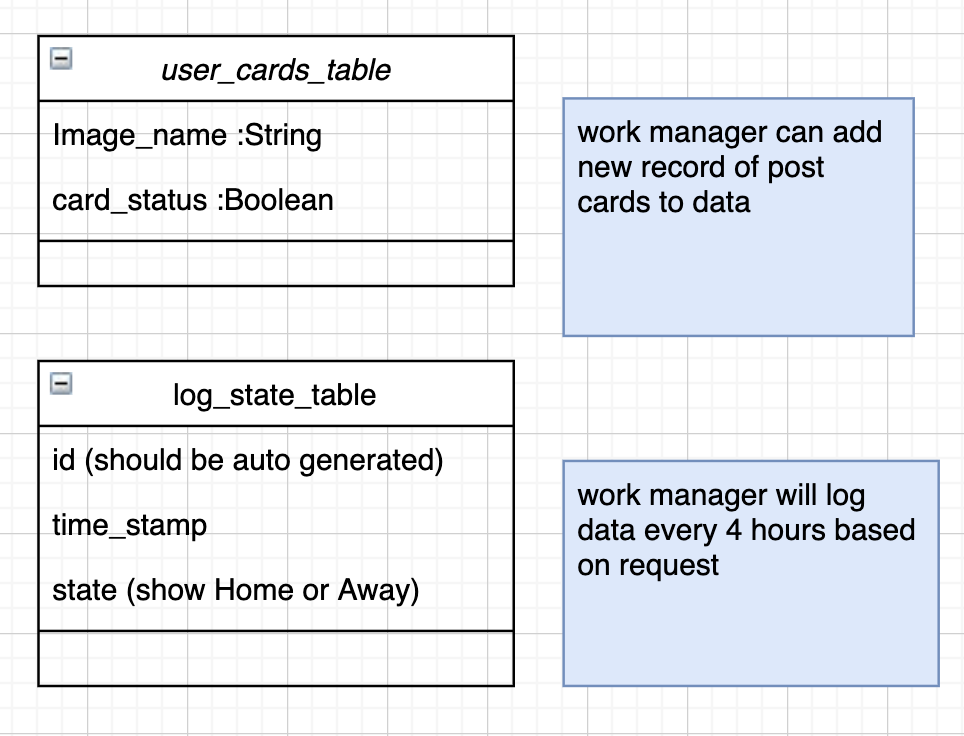 user_cards_table
Image_name :String
card_status :Boolean
work manager can add
new record of post
cards to data
log_state_table
id (should be auto generated)
time_stamp
state (show Home or Away)
work manager will log
data every 4 hours based
on request